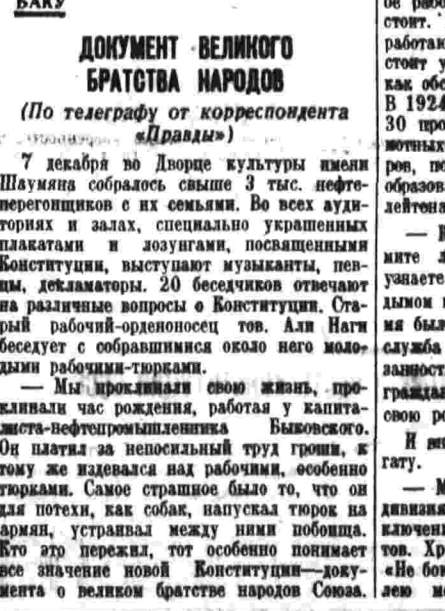 БАКУ
ДОКУМЕНТ ВЕЛИКОГО
БРАТСТВА НАРОДОВ
(По телеграфу от корреспондента
«Правды»)
7 декабря во Дворце культуры имени
Шаумяна собралось свыше 3 тыс. нефте-
перегонщиков с их семьями. Во всех ауди-
ториях и залах, специально украшенных
плакатами и лозунгами, посвященными
Конституции, выступают музыканты, пев-
цы, декламаторы. 20 беседчиков отвечают
на различные вопросы о Конституции. Ста-
рый рабочий-орденоносец тов. Али Наги
беседует с собравшимися около него моло-
дыми рабочими-тюрками.
— Мы проклинали свою жизнь, про-
клинали час рождения, работая у капита-
листа-нефтепромышленника Быковского.
Он платил за непосильный труд гроши, к
тому же издевался над рабочими, особенно
тюрками. Самое страшное было то, что он
для потехи, как собак, напускал тюрок на
армян, устраивал между ними побоища.
Кто это пережил, тот особенно понимает
все значение новой Конституции—доку-
мента о великом братстве народов Союза.
стоит.
работаю
стоит у
как обс
В 1924
30 про
мотных
ров, пе
образов
лейтена
— В
мите л
узнаете
дымом п
мя был
служба
занност
граждан
свою р
И вп
гату.
— М
дивизия
ключен
тов. Хр
«Не бо
лею